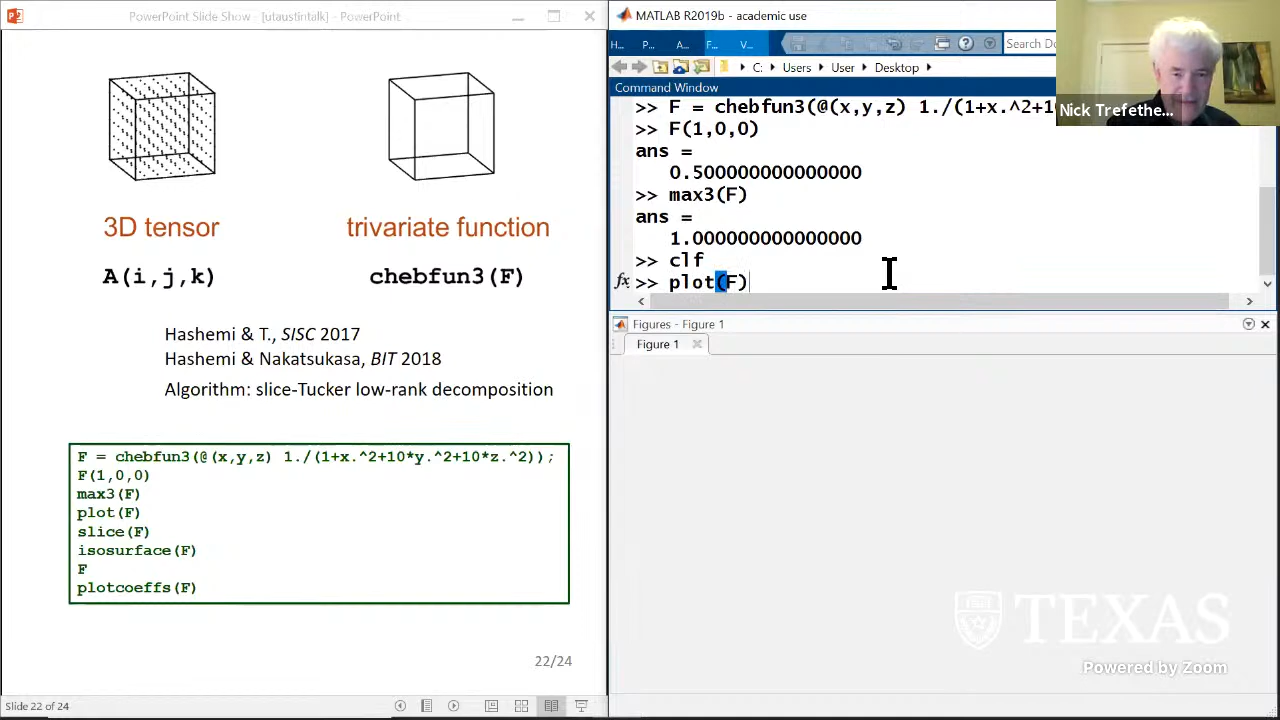 PowerPoint Slide Show - [utaustintalk] - PowerPoint
3D tensor
trivariate function
A(i,j,k)
chebfun3(F)
Hashemi & T., SISC 2017
Hashemi & Nakatsukasa, BIT 2018
Algorithm: slice-Tucker low-rank decomposition
F = chebfun3(@(x,y,z) 1./(1+x.^2+10*y.^2+10*z.^2));
F(1,0,0)
max3(F)
plot(F)
slice(F)
isosurface(F)
F
plotcoeffs(F)
22/24
Slide 22 of 24
MATLAB R2019b - academic use
H... P... A... F... V...
Search Do
C: Users User Desktop
Command Window
>> F = chebfun3(@(x,y,z) 1./(1+x.^2+1
>> F(1,0,0)
ans =
0.500000000000000
>> max3(F)
ans =
1.000000000000000
>> clf
fx >> plot(F)
Figures - Figure 1
Figure 1
Nick Trefethe...
TEXAS
Powered by Zoom